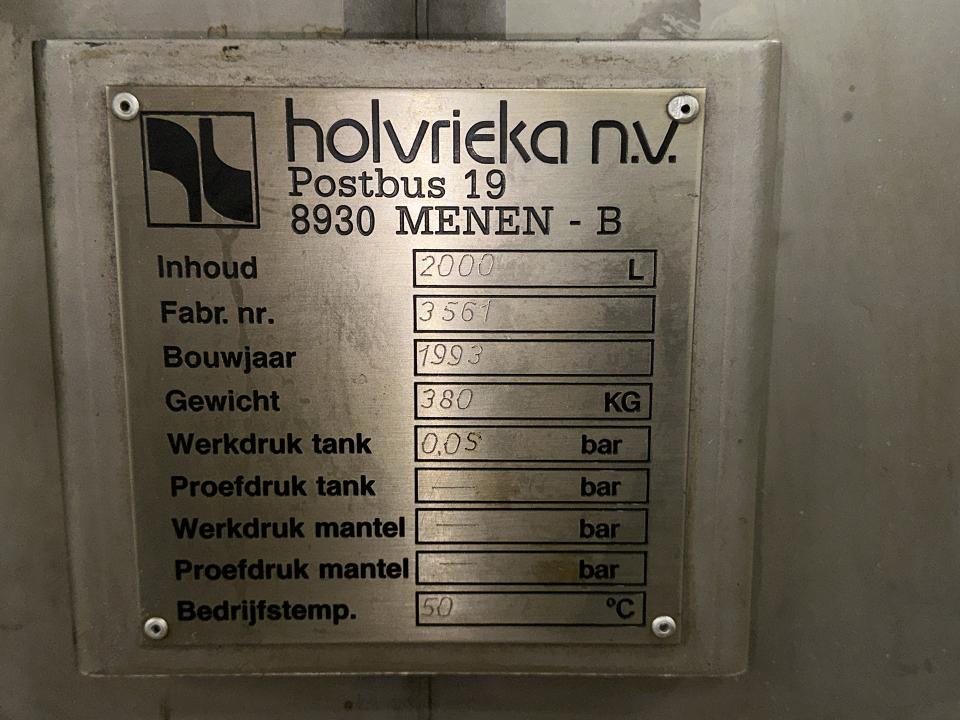 holvrieka n.v.
Postbus 19
8930 MENEN - B
Inhoud 2000 L
Fabr. nr. 3561
Bouwjaar 1993
Gewicht 380 KG
Werkdruk tank 0,05 bar
Proefdruk tank — bar
Werkdruk mantel — bar
Proefdruk mantel — bar
Bedrijfstemp. 50 °C